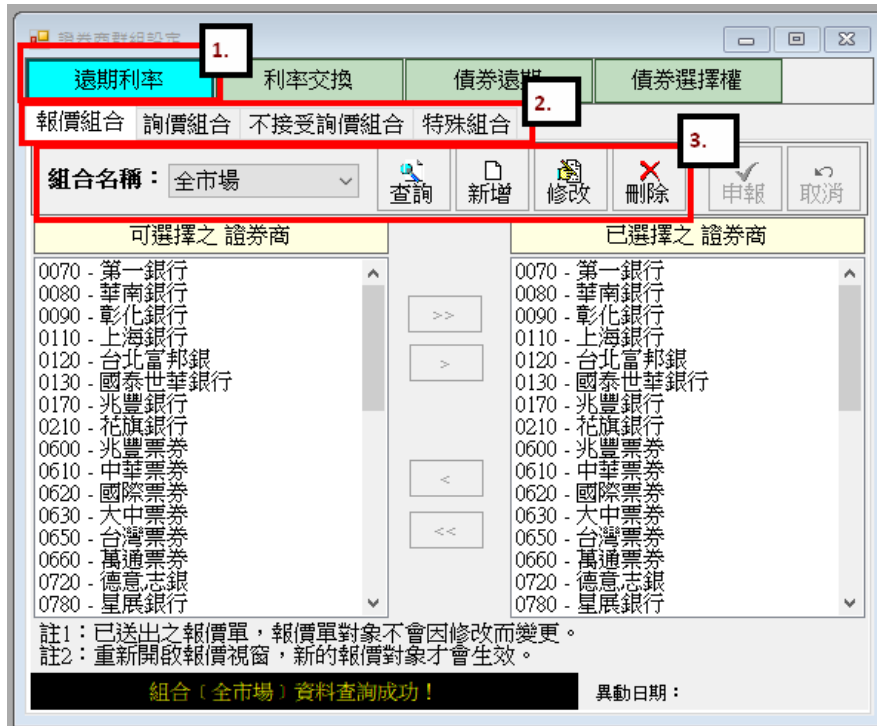 證券商群組設定
1.
遠期利率 利率交換 債券遠期 債券選擇權
2.
報價組合 詢價組合 不接受詢價組合 特殊組合
3.
組合名稱： 全市場 查詢 新增 修改 刪除 申報 取消
可選擇之 證券商 已選擇之 證券商
0070 - 第一銀行
0080 - 華南銀行
0090 - 彰化銀行
0110 - 上海銀行
0120 - 台北富邦銀
0130 - 國泰世華銀行
0170 - 兆豐銀行
0210 - 花旗銀行
0600 - 兆豐票券
0610 - 中華票券
0620 - 國際票券
0630 - 大中票券
0650 - 台灣票券
0660 - 萬通票券
0720 - 德意志銀
0780 - 星展銀行
>>
>
<
<<
0070 - 第一銀行
0080 - 華南銀行
0090 - 彰化銀行
0110 - 上海銀行
0120 - 台北富邦銀
0130 - 國泰世華銀行
0170 - 兆豐銀行
0210 - 花旗銀行
0600 - 兆豐票券
0610 - 中華票券
0620 - 國際票券
0630 - 大中票券
0650 - 台灣票券
0660 - 萬通票券
0720 - 德意志銀
0780 - 星展銀行
註1：已送出之報價單，報價單對象不會因修改而變更。
註2：重新開啟報價視窗，新的報價對象才會生效。
組合﹝全市場﹞資料查詢成功！ 異動日期：